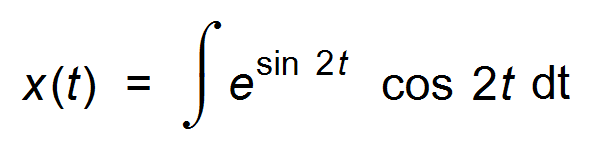 x(t) = ∫ e^{sin 2t} cos 2t dt